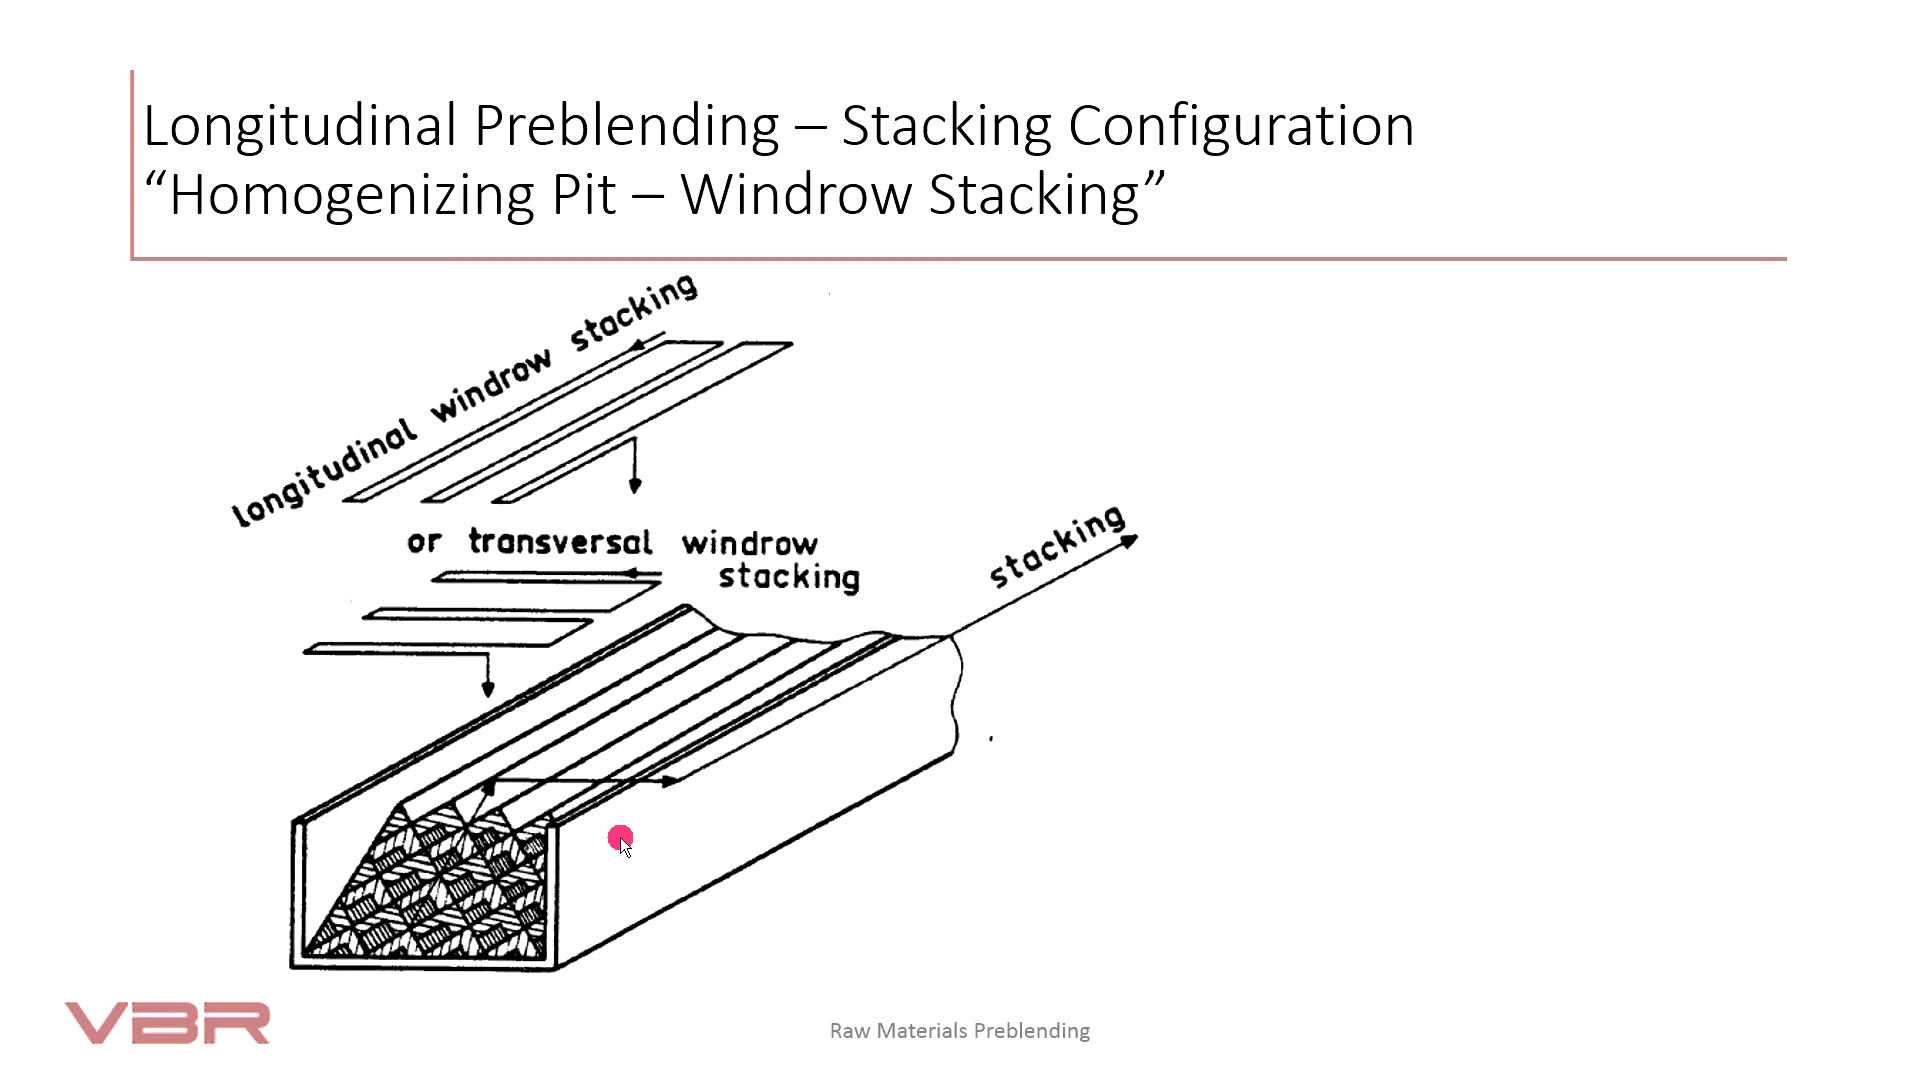 Longitudinal Preblending – Stacking Configuration
“Homogenizing Pit – Windrow Stacking”
longitudinal windrow stacking
or transversal windrow
stacking
stacking
VBR
Raw Materials Preblending